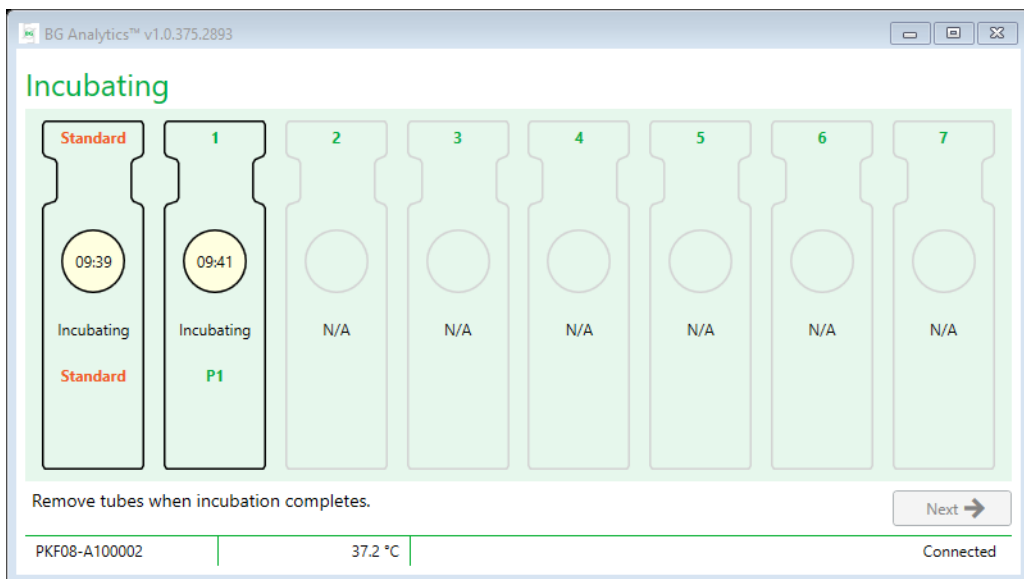 BG Analytics™ v1.0.375.2893
Incubating
Standard 1 2 3 4 5 6 7
09:39 09:41
Incubating Incubating N/A N/A N/A N/A N/A N/A
Standard P1
Remove tubes when incubation completes.
Next
PKF08-A100002 37.2 °C Connected